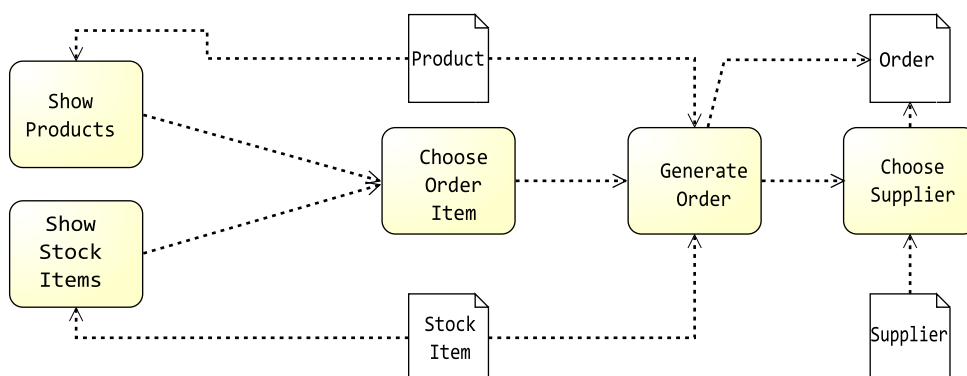 Product
Order
Show
Products
Choose
Order
Item
Generate
Order
Choose
Supplier
Show
Stock
Items
Stock
Item
Supplier